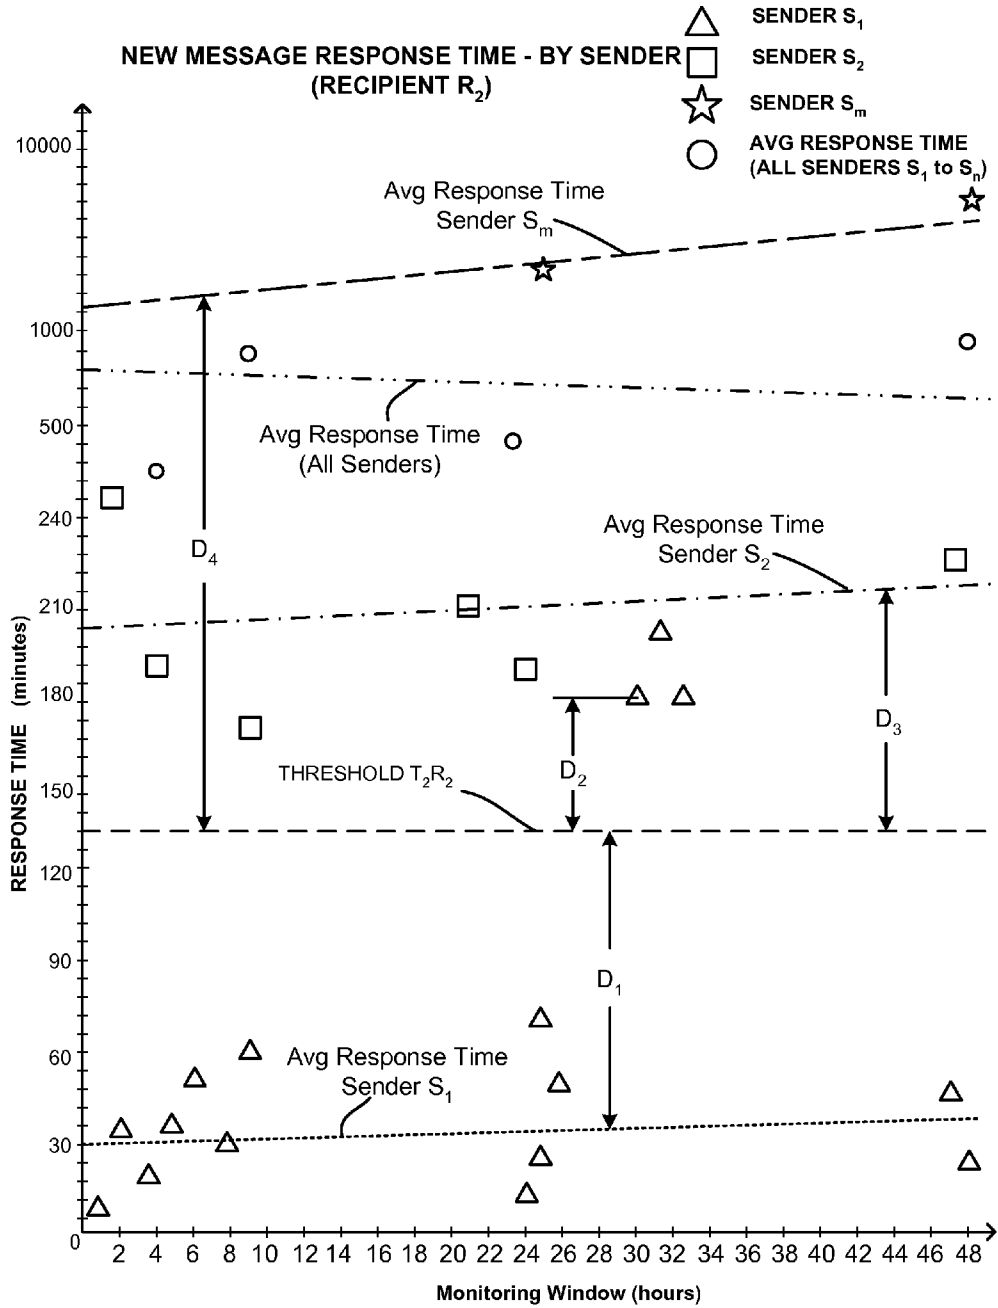 NEW MESSAGE RESPONSE TIME - BY SENDER
(RECIPIENT R2)
SENDER S1
SENDER S2
SENDER Sm
AVG RESPONSE TIME
(ALL SENDERS S1 to Sn)
10000
1000
500
240
210
180
150
120
90
60
30
0
RESPONSE TIME (minutes)
Avg Response Time
Sender Sm
Avg Response Time
(All Senders)
D4
Avg Response Time
Sender S2
D3
D2
THRESHOLD T2R2
D1
Avg Response Time
Sender S1
2 4 6 8 10 12 14 16 18 20 22 24 26 28 30 32 34 36 38 40 42 44 46 48
Monitoring Window (hours)